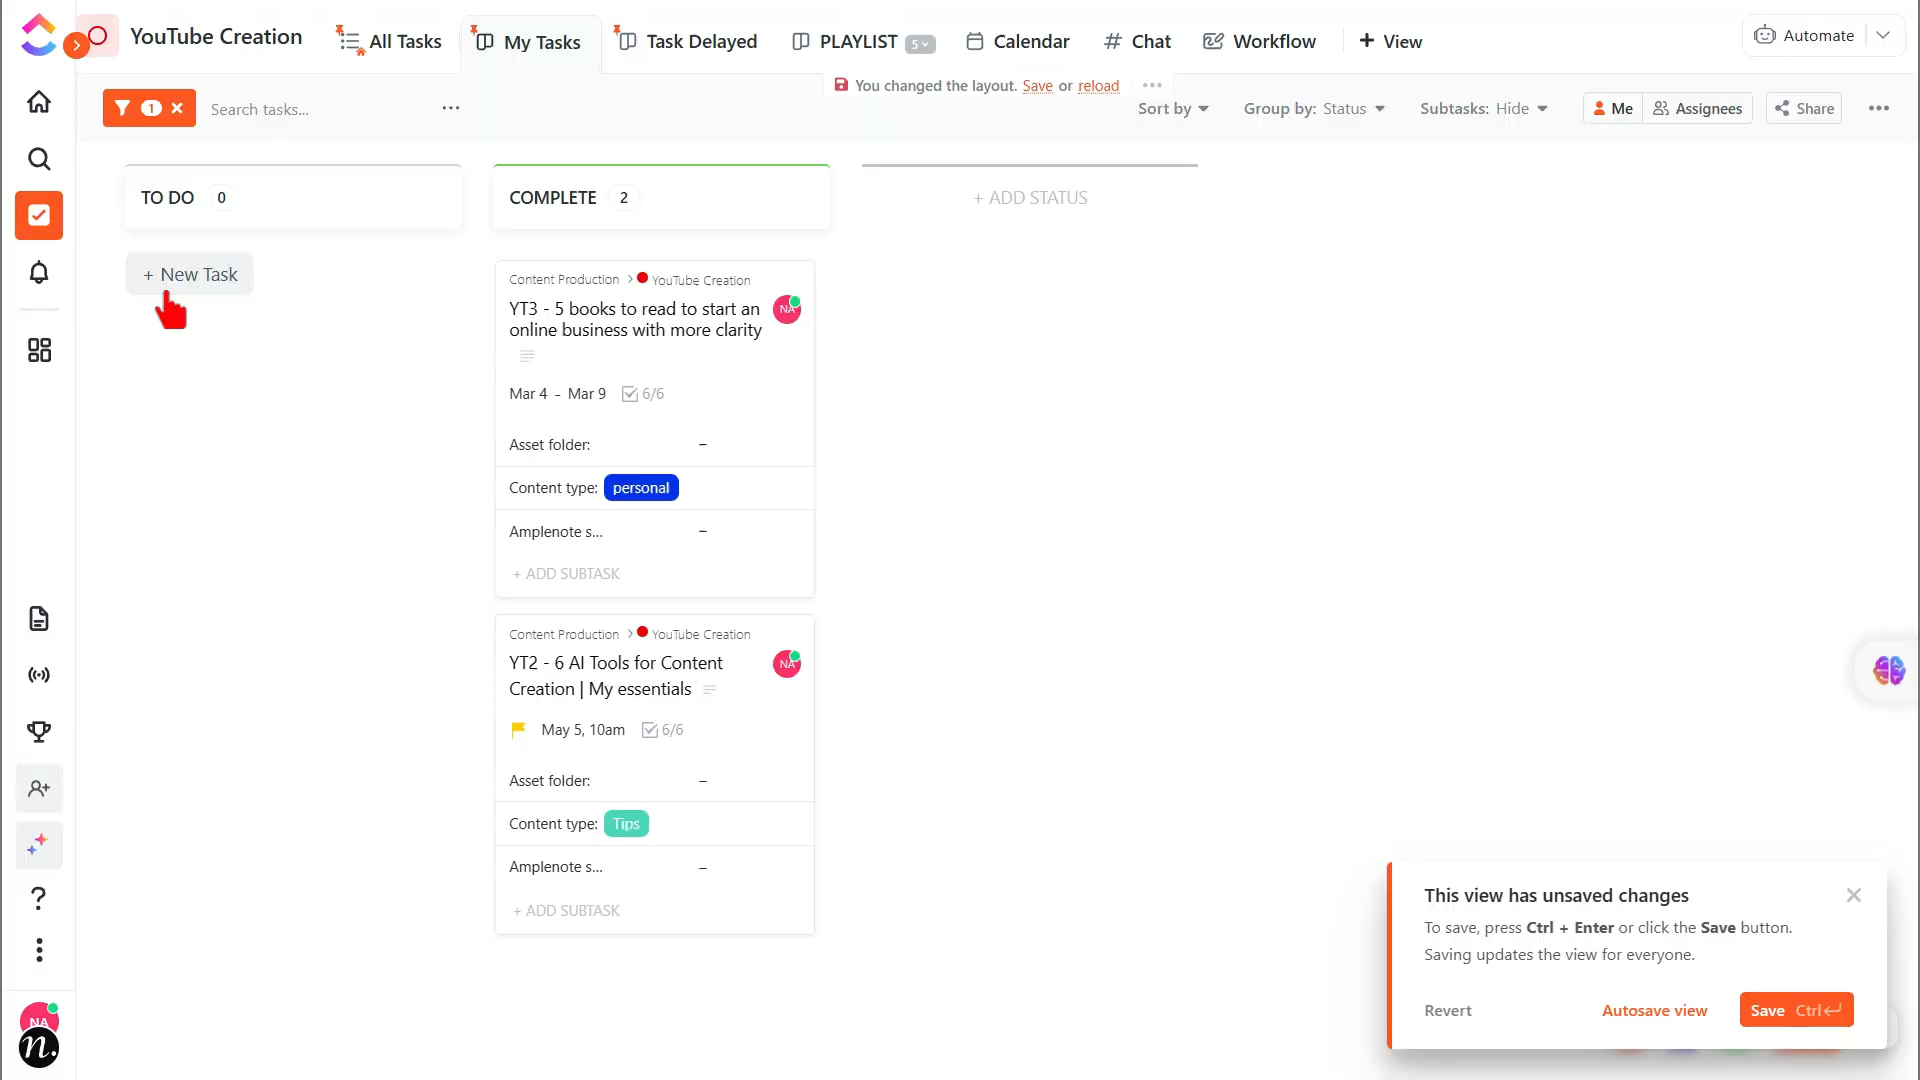 YouTube Creation
All Tasks
My Tasks
Task Delayed
PLAYLIST 5
Calendar
# Chat
Workflow
+ View
Automate
You changed the layout. Save or reload
1
Search tasks...
Sort by
Group by: Status
Subtasks: Hide
Me
Assignees
Share
TO DO 0
COMPLETE 2
+ ADD STATUS
+ New Task
Content Production > YouTube Creation
YT3 - 5 books to read to start an
online business with more clarity
NA
Mar 4 - Mar 9 6/6
Asset folder: –
Content type: personal
Amplenote s... –
+ ADD SUBTASK
Content Production > YouTube Creation
YT2 - 6 AI Tools for Content
Creation | My essentials
NA
May 5, 10am 6/6
Asset folder: –
Content type: Tips
Amplenote s... –
+ ADD SUBTASK
This view has unsaved changes
To save, press Ctrl + Enter or click the Save button.
Saving updates the view for everyone.
Revert
Autosave view
Save Ctrl
NA
n.